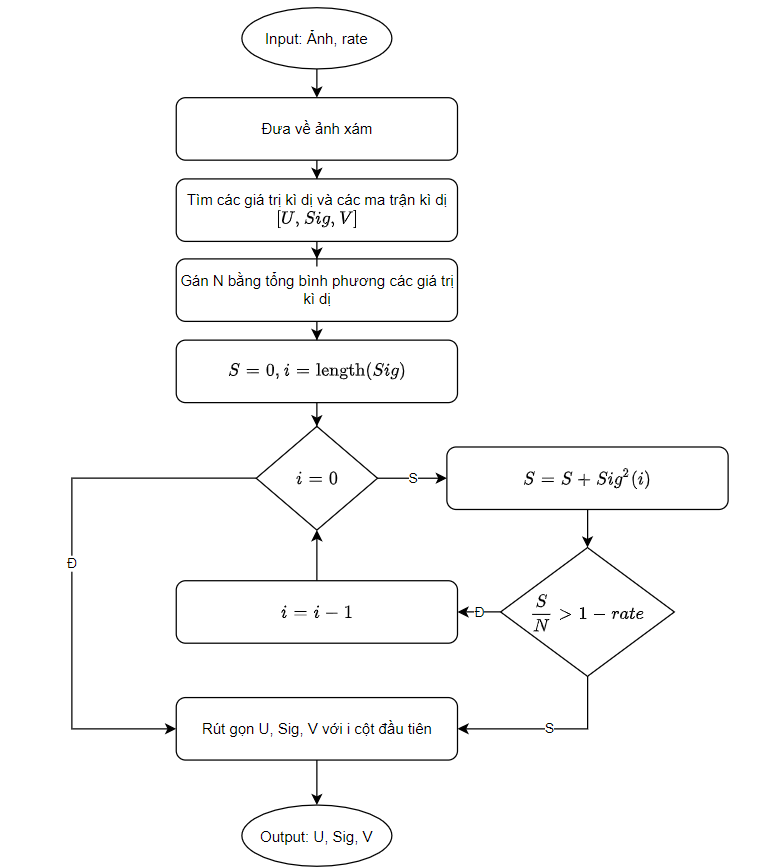 Input: Ảnh, rate
Đưa về ảnh xám
Tìm các giá trị kì dị và các ma trận kì dị
[U, Sig, V]
Gán N bằng tổng bình phương các giá trị
kì dị
S = 0, i = length(Sig)
i = 0
S
S = S + Sig²(i)
Đ
i = i − 1
Đ
S/N > 1 − rate
Rút gọn U, Sig, V với i cột đầu tiên
S
Output: U, Sig, V